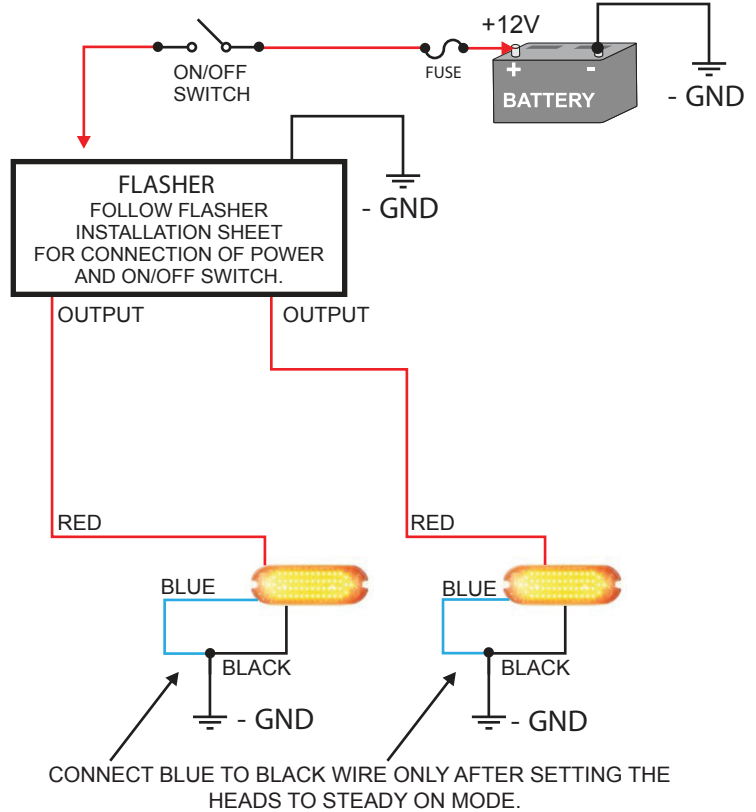 +12V
ON/OFF
SWITCH
FUSE
+ -
BATTERY
- GND
FLASHER
FOLLOW FLASHER
INSTALLATION SHEET
FOR CONNECTION OF POWER
AND ON/OFF SWITCH.
- GND
OUTPUT
OUTPUT
RED
RED
BLUE
BLUE
BLACK
BLACK
- GND
- GND
CONNECT BLUE TO BLACK WIRE ONLY AFTER SETTING THE
HEADS TO STEADY ON MODE.